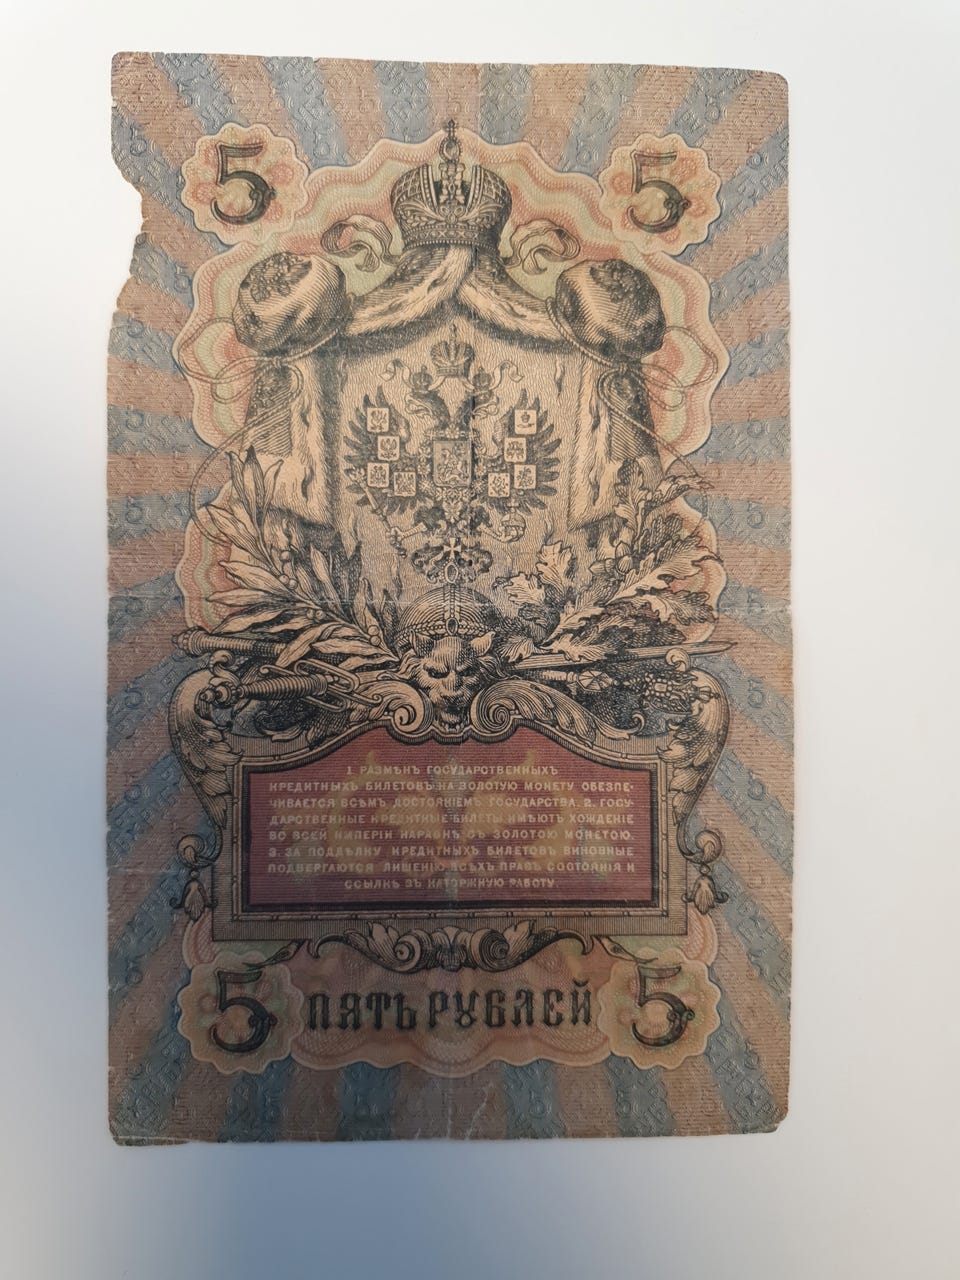 5 5
1. РАЗМѢНЪ ГОСУДАРСТВЕННЫХЪ
КРЕДИТНЫХЪ БИЛЕТОВЪ НА ЗОЛОТУЮ МОНЕТУ ОБЕЗПЕ-
ЧИВАЕТСЯ ВСѢМЪ ДОСТОЯНІЕМЪ ГОСУДАРСТВА. 2. ГОСУ-
ДАРСТВЕННЫЕ КРЕДИТНЫЕ БИЛЕТЫ ИМѢЮТЪ ХОЖДЕНІЕ
ВО ВСЕЙ ИМПЕРІИ НАРАВНѢ СЪ ЗОЛОТОЮ МОНЕТОЮ.
3. ЗА ПОДДѢЛКУ КРЕДИТНЫХЪ БИЛЕТОВЪ ВИНОВНЫЕ
ПОДВЕРГАЮТСЯ ЛИШЕНІЮ ВСѢХЪ ПРАВЪ СОСТОЯНІЯ И
ССЫЛКѢ ВЪ КАТОРЖНУЮ РАБОТУ
5 ПЯТЬ РУБЛЕЙ 5